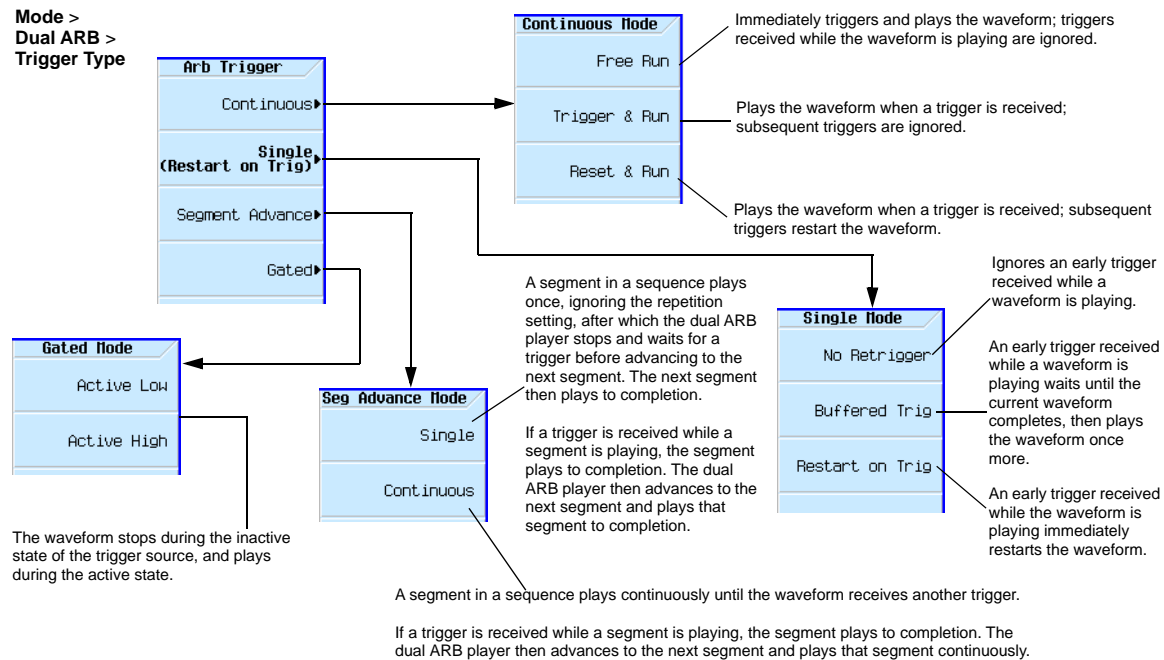 Mode >
Dual ARB >
Trigger Type
Arb Trigger
Continuous
Single
(Restart on Trig)
Segment Advance
Gated
Continuous Mode
Free Run
Trigger & Run
Reset & Run
Immediately triggers and plays the waveform; triggers
received while the waveform is playing are ignored.
Plays the waveform when a trigger is received;
subsequent triggers are ignored.
Plays the waveform when a trigger is received; subsequent
triggers restart the waveform.
Gated Mode
Active Low
Active High
The waveform stops during the inactive
state of the trigger source, and plays
during the active state.
Seg Advance Mode
Single
Continuous
A segment in a sequence plays
once, ignoring the repetition
setting, after which the dual ARB
player stops and waits for a
trigger before advancing to the
next segment. The next segment
then plays to completion.
If a trigger is received while a
segment is playing, the segment
plays to completion. The dual
ARB player then advances to the
next segment and plays that
segment to completion.
Single Mode
No Retrigger
Buffered Trig
Restart on Trig
Ignores an early trigger
received while a
waveform is playing.
An early trigger received
while a waveform is
playing waits until the
current waveform
completes, then plays
the waveform once
more.
An early trigger received
while the waveform is
playing immediately
restarts the waveform.
A segment in a sequence plays continuously until the waveform receives another trigger.
If a trigger is received while a segment is playing, the segment plays to completion. The
dual ARB player then advances to the next segment and plays that segment continuously.